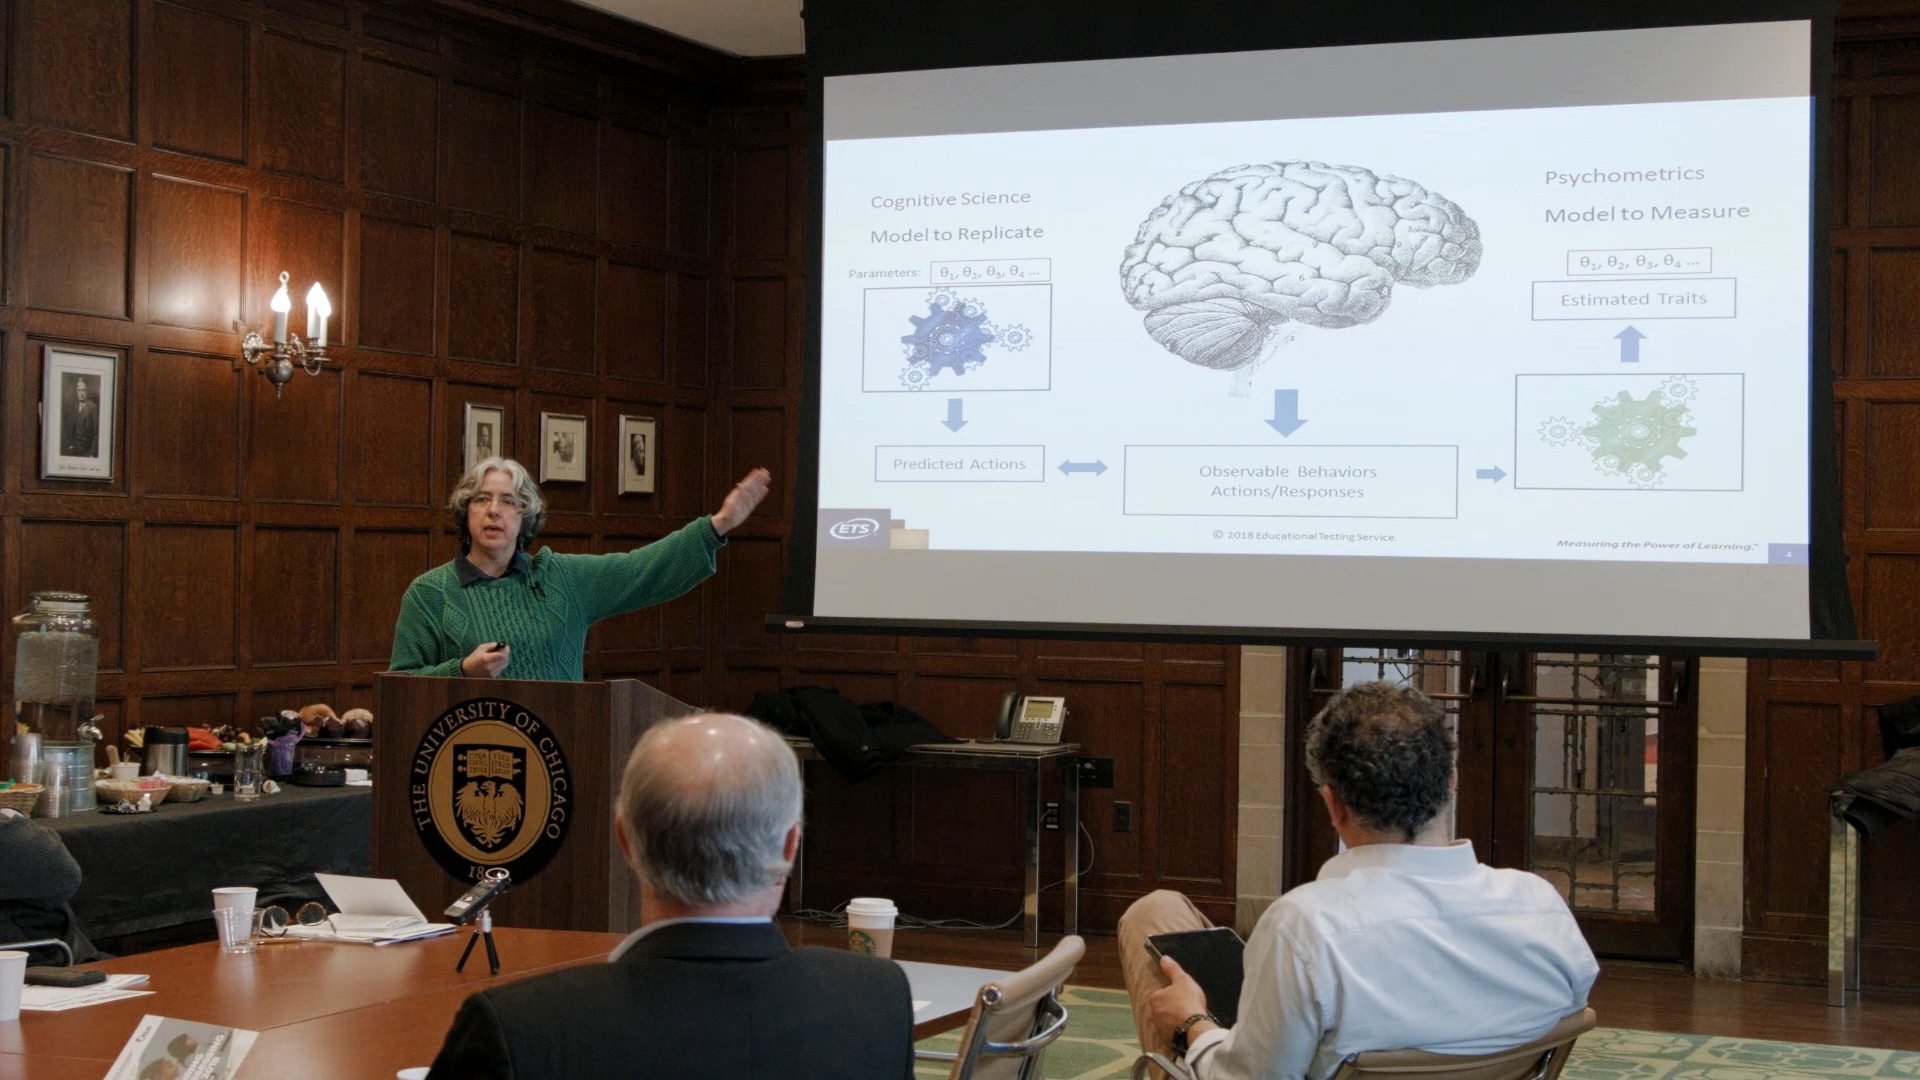 Cognitive Science
Model to Replicate
Parameters: θ1, θ2, θ3, θ4 ...
Predicted Actions
Observable Behaviors
Actions/Responses
Psychometrics
Model to Measure
θ1, θ2, θ3, θ4 ...
Estimated Traits
ETS
© 2018 Educational Testing Service.
Measuring the Power of Learning.™
4
THE UNIVERSITY OF CHICAGO
18